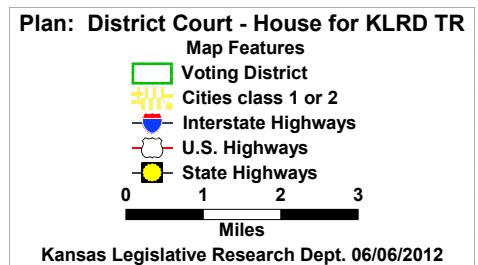 Plan:  District Court - House for KLRD TR
Map Features
Voting District
Cities class 1 or 2
Interstate Highways
U.S. Highways
State Highways
0 1 2 3
Miles
Kansas Legislative Research Dept. 06/06/2012